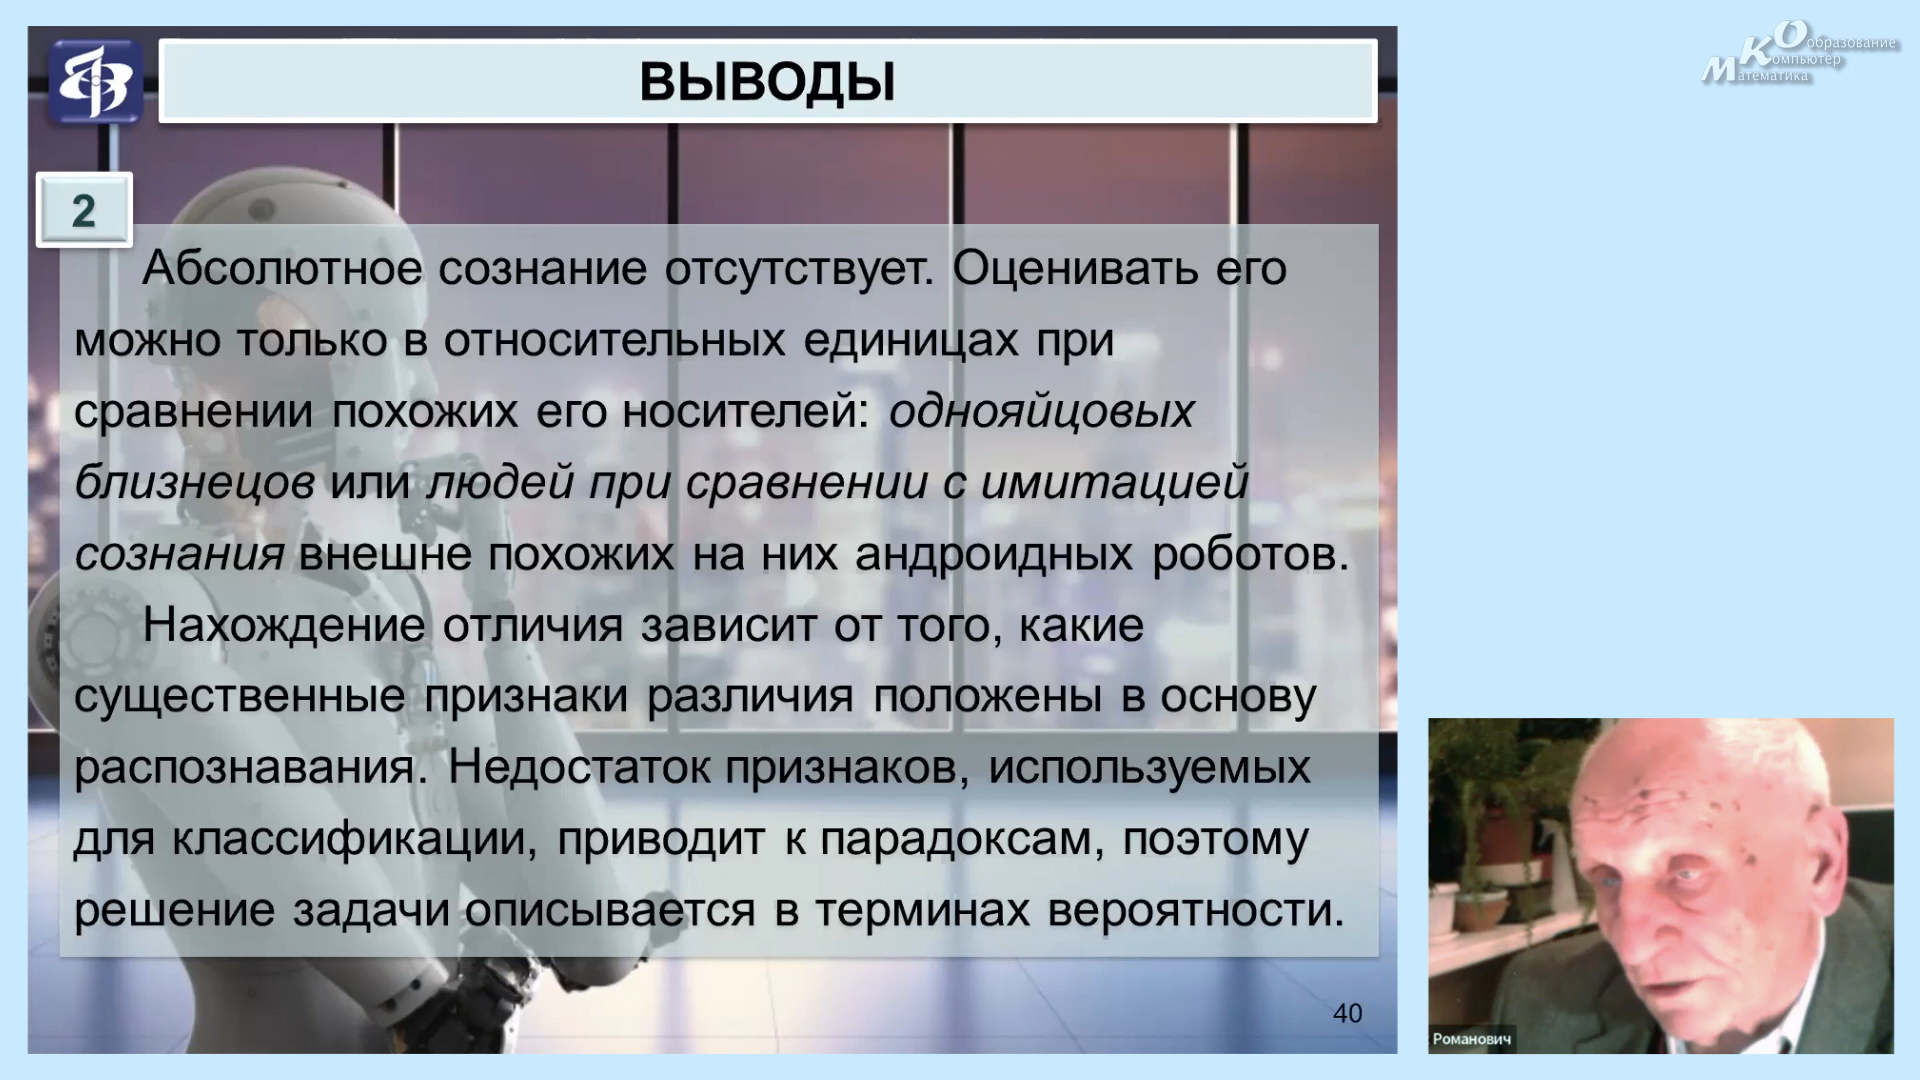 ВЫВОДЫ
2
Абсолютное сознание отсутствует. Оценивать его
можно только в относительных единицах при
сравнении похожих его носителей: однояйцовых
близнецов или людей при сравнении с имитацией
сознания внешне похожих на них андроидных роботов.
Нахождение отличия зависит от того, какие
существенные признаки различия положены в основу
распознавания. Недостаток признаков, используемых
для классификации, приводит к парадоксам, поэтому
решение задачи описывается в терминах вероятности.
40
Образование
Компьютер
Математика
Романович